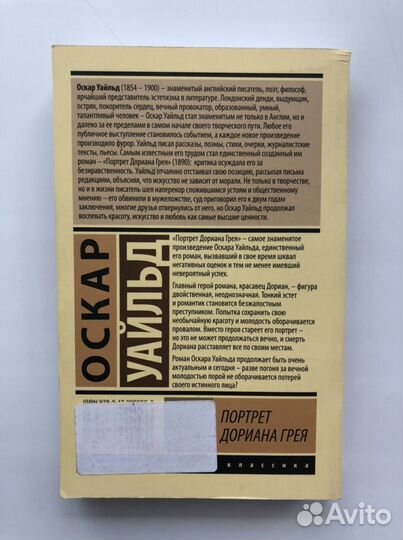 Оскар Уайльд (1854 – 1900) – знаменитый английский писатель, поэт, философ,
ярчайший представитель эстетизма в литературе. Лондонский денди, выдумщик,
остряк, покоритель сердец, вечный провокатор, образованный, умный,
талантливый человек – Оскар Уайльд стал знаменитым не только в Англии, но и
далеко за ее пределами в самом начале своего творческого пути. Любое его
публичное выступление становилось событием, а каждое новое произведение
производило фурор. Уайльд писал рассказы, поэмы, стихи, очерки, журналистские
тексты, пьесы. Самым известным его трудом стал единственный созданный им
роман – «Портрет Дориана Грея» (1890): критика осуждала его за
безнравственность. Уайльд отчаянно отстаивал свою позицию, рассылал письма
редакциям, объясняя, что искусство не зависит от морали. Не только в творчестве,
но и в жизни писатель шел наперекор сложившимся устоям и общественному
мнению – его обвинили в мужеложстве, суд приговорил его к двум годам
заключения, многие друзья отвернулись от него, но Оскар Уайльд продолжал
воспевать красоту, искусство и любовь как самые высшие ценности.
ОСКАР
УАЙЛЬД
«Портрет Дориана Грея» – самое знаменитое
произведение Оскара Уайльда, единственный
его роман, вызвавший в свое время шквал
негативных оценок и тем не менее имевший
невероятный успех.
Главный герой романа, красавец Дориан, – фигура
двойственная, неоднозначная. Тонкий эстет
и романтик становится безжалостным
преступником. Попытка сохранить свою
необычайную красоту и молодость оборачивается
провалом. Вместо героя стареет его портрет –
но это не может продолжаться вечно, и смерть
Дориана расставляет все по своим местам.
Роман Оскара Уайльда продолжает быть очень
актуальным и сегодня – разве погоня за вечной
молодостью порой не оборачивается потерей
своего истинного лица?
ПОРТРЕТ
ДОРИАНА ГРЕЯ
классика
Avito